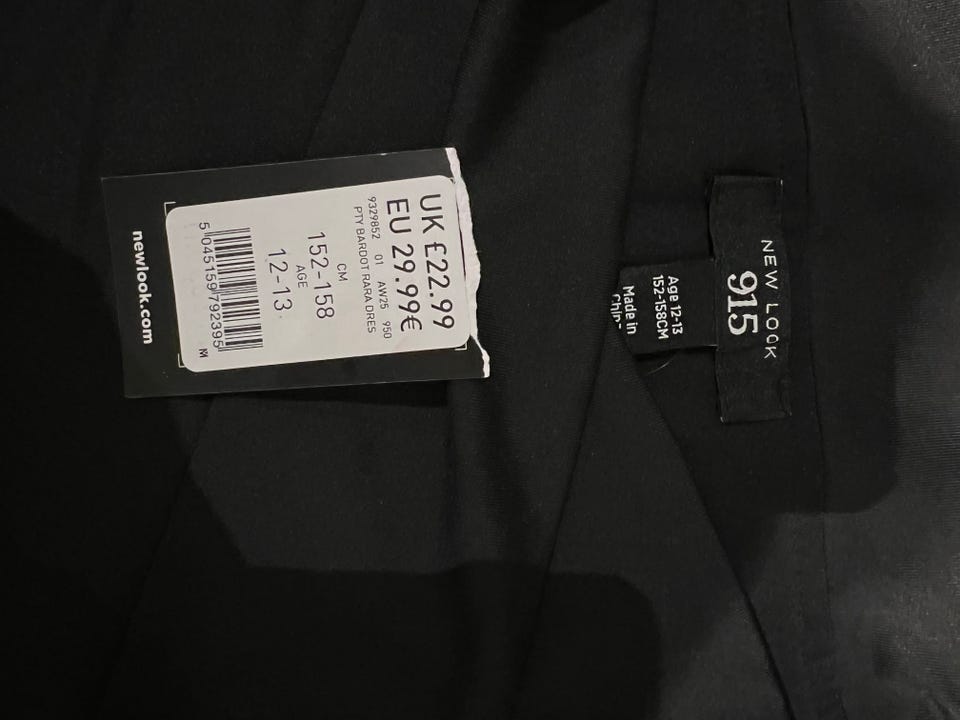 UK £22.99
EU 29.99€
9329852 01 AW25 950
PTY BARDOT RARA DRES
CM
152-158
AGE
12-13
5 045159 792395
newlook.com
NEW LOOK
915
Age 12-13
152-158CM
Made in